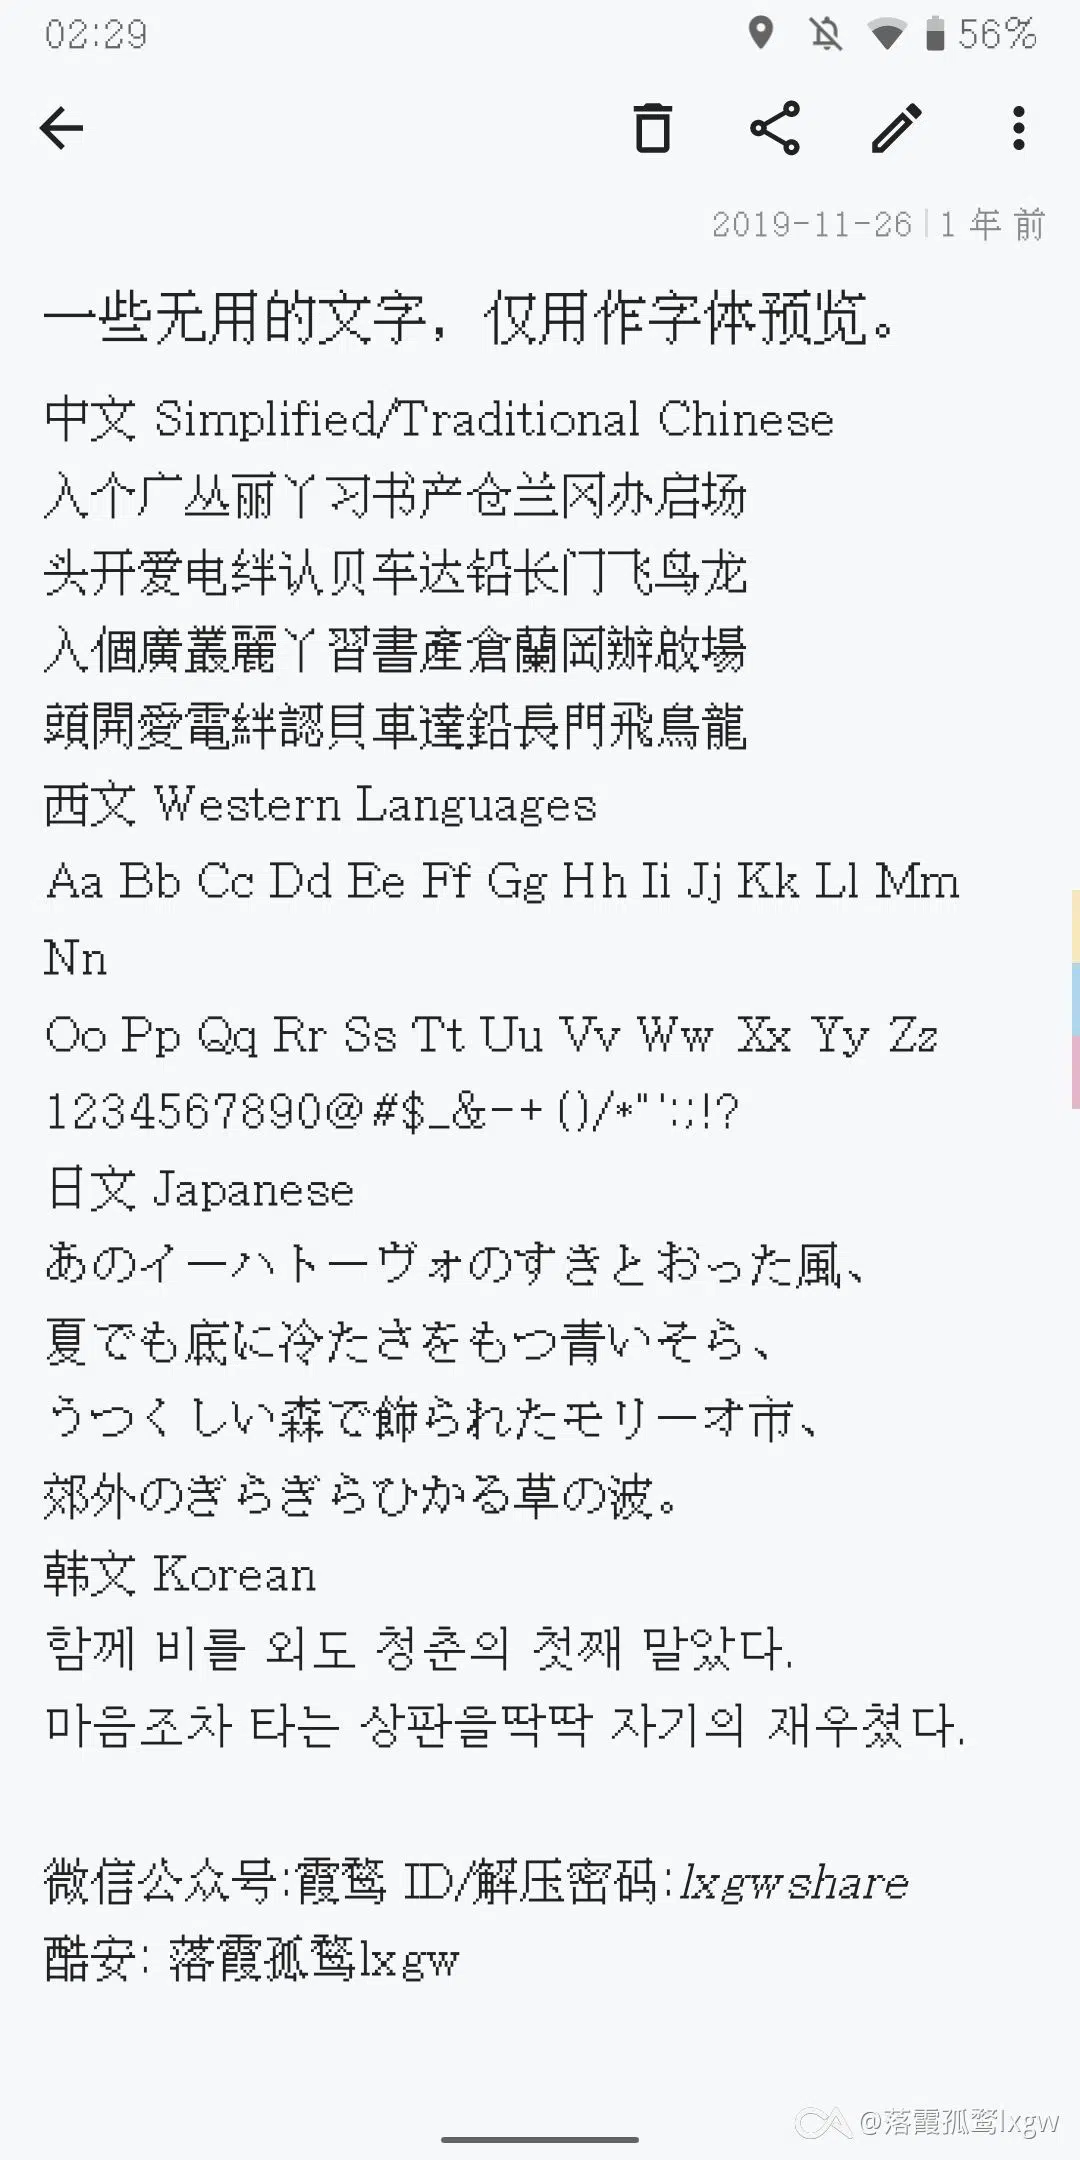 02:29 56%
2019-11-26|1 年 前
一些无用的文字，仅用作字体预览。
中文 Simplified/Traditional Chinese
入个广丛丽丫习书产仓兰冈办启场
头开爱电绊认贝车达铅长门飞鸟龙
入個廣叢麗丫習書產倉蘭岡辦啟場
頭開愛電絆認貝車達鉛長門飛鳥龍
西文 Western Languages
Aa Bb Cc Dd Ee Ff Gg Hh Ii Jj Kk Ll Mm
Nn
Oo Pp Qq Rr Ss Tt Uu Vv Ww Xx Yy Zz
1234567890@#$_&-+()/*"':;!?
日文 Japanese
あのイーハトーヴォのすきとおった風、
夏でも底に冷たさをもつ青いそら、
うつくしい森で飾られたモリーオ市、
郊外のぎらぎらひかる草の波。
韩文 Korean
함께 비를 외도 청춘의 첫째 말았다.
마음조차 타는 상판을딱딱 자기의 재우쳤다.
微信公众号:霞鹜 ID/解压密码:lxgwshare
酷安: 落霞孤鹜lxgw
@落霞孤鹜lxgw